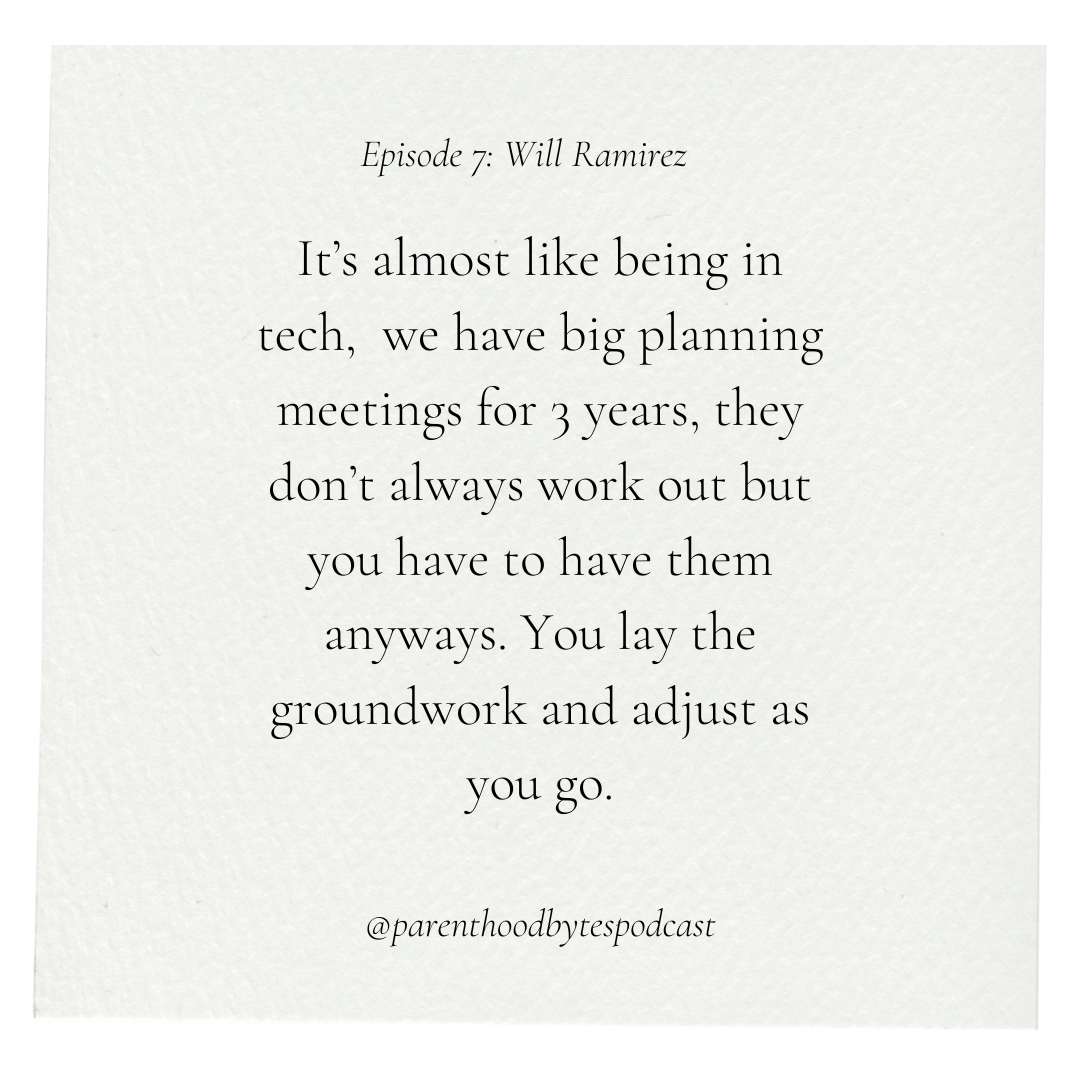 Episode 7: Will Ramirez
It’s almost like being in
tech,  we have big planning
meetings for 3 years, they
don’t always work out but
you have to have them
anyways. You lay the
groundwork and adjust as
you go.
@parenthoodbytespodcast